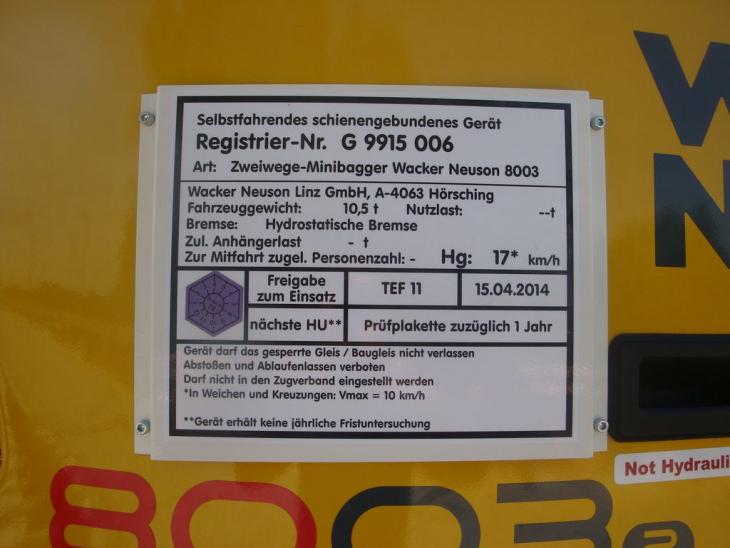 Selbstfahrendes schienengebundenes Gerät
Registrier-Nr. G 9915 006
Art: Zweiwege-Minibagger Wacker Neuson 8003
Wacker Neuson Linz GmbH, A-4063 Hörsching
Fahrzeuggewicht: 10,5 t Nutzlast: --t
Bremse: Hydrostatische Bremse
Zul. Anhängerlast - t
Zur Mitfahrt zugel. Personenzahl: - Hg: 17* km/h
Freigabe zum Einsatz TEF 11 15.04.2014
nächste HU** Prüfplakette zuzüglich 1 Jahr
Gerät darf das gesperrte Gleis / Baugleis nicht verlassen
Abstoßen und Ablaufenlassen verboten
Darf nicht in den Zugverband eingestellt werden
*In Weichen und Kreuzungen: Vmax = 10 km/h
**Gerät erhält keine jährliche Fristuntersuchung
W
N
Not Hydrauli
8003